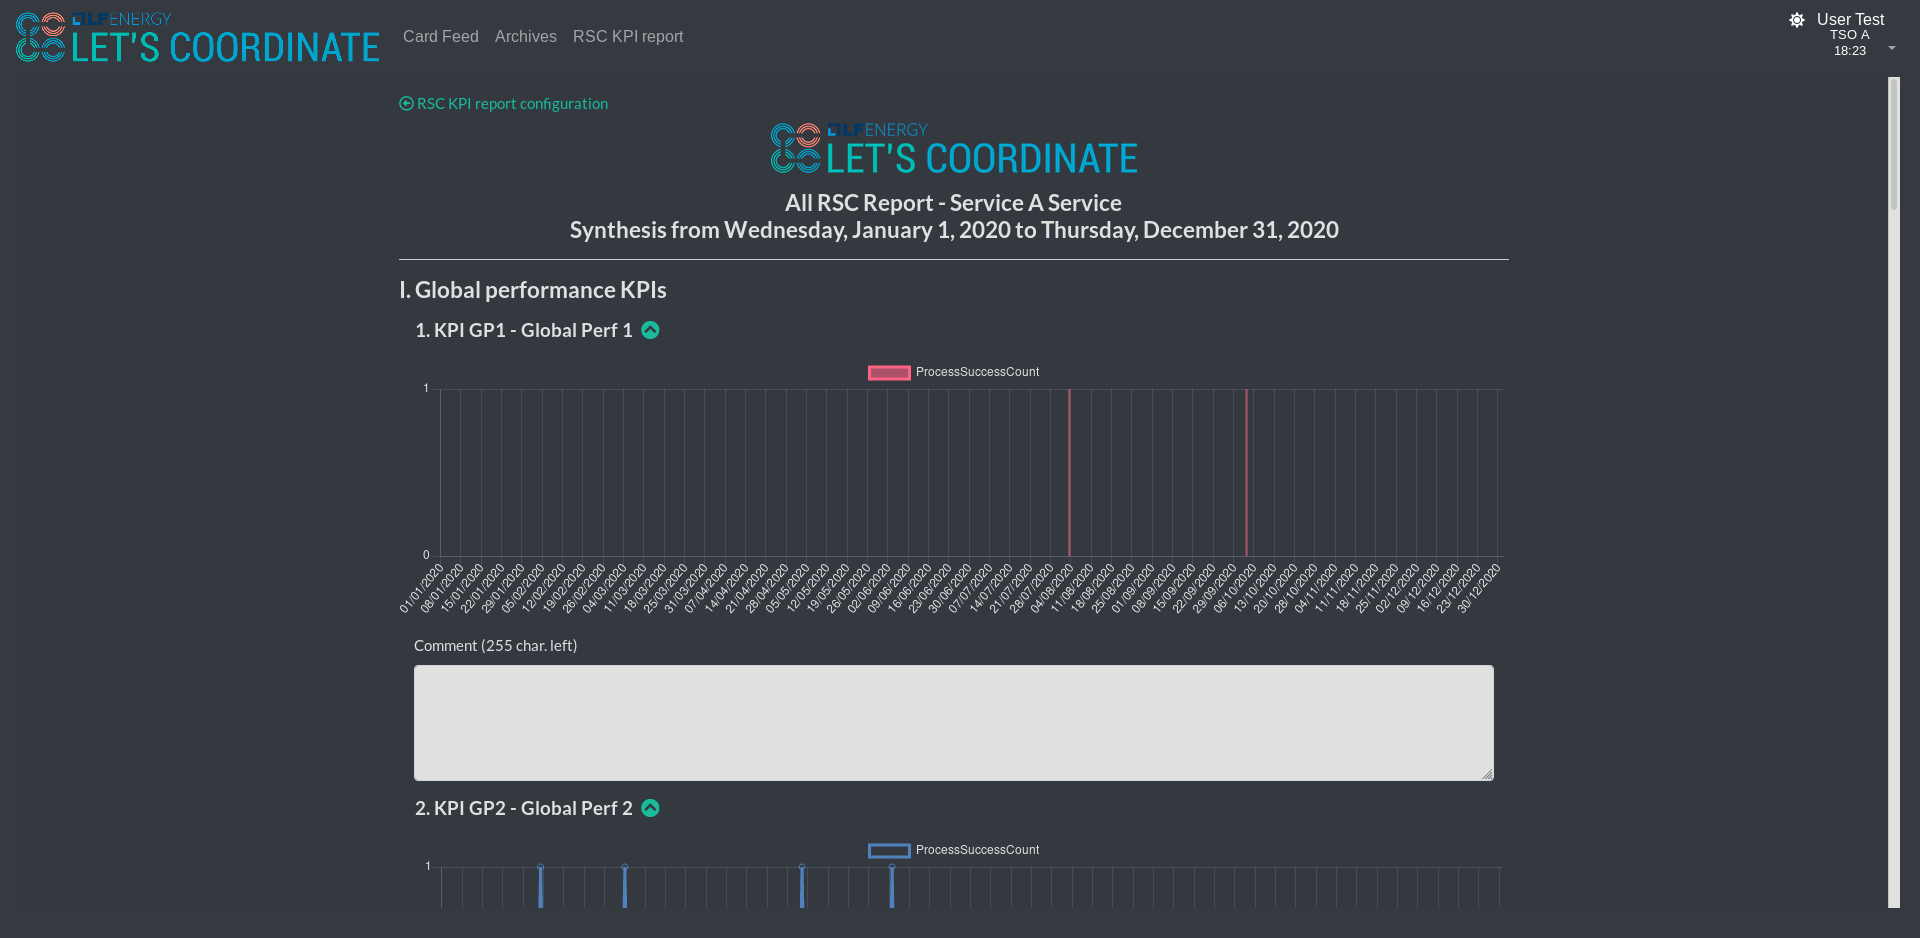 LFENERGY
LET'S COORDINATE
Card Feed Archives RSC KPI report
User Test
TSO A
18:23
RSC KPI report configuration
LFENERGY
LET'S COORDINATE
All RSC Report - Service A Service
Synthesis from Wednesday, January 1, 2020 to Thursday, December 31, 2020
I. Global performance KPIs
1. KPI GP1 - Global Perf 1
ProcessSuccessCount
1
0
01/01/2020 08/01/2020 15/01/2020 22/01/2020 29/01/2020 05/02/2020 12/02/2020 19/02/2020 26/02/2020 04/03/2020 11/03/2020 18/03/2020 25/03/2020 31/03/2020 07/04/2020 14/04/2020 21/04/2020 28/04/2020 05/05/2020 12/05/2020 19/05/2020 26/05/2020 02/06/2020 09/06/2020 16/06/2020 23/06/2020 30/06/2020 07/07/2020 14/07/2020 21/07/2020 28/07/2020 04/08/2020 11/08/2020 18/08/2020 25/08/2020 01/09/2020 08/09/2020 15/09/2020 22/09/2020 29/09/2020 06/10/2020 13/10/2020 20/10/2020 28/10/2020 04/11/2020 11/11/2020 18/11/2020 25/11/2020 02/12/2020 09/12/2020 16/12/2020 23/12/2020 30/12/2020
Comment (255 char. left)
2. KPI GP2 - Global Perf 2
ProcessSuccessCount
1